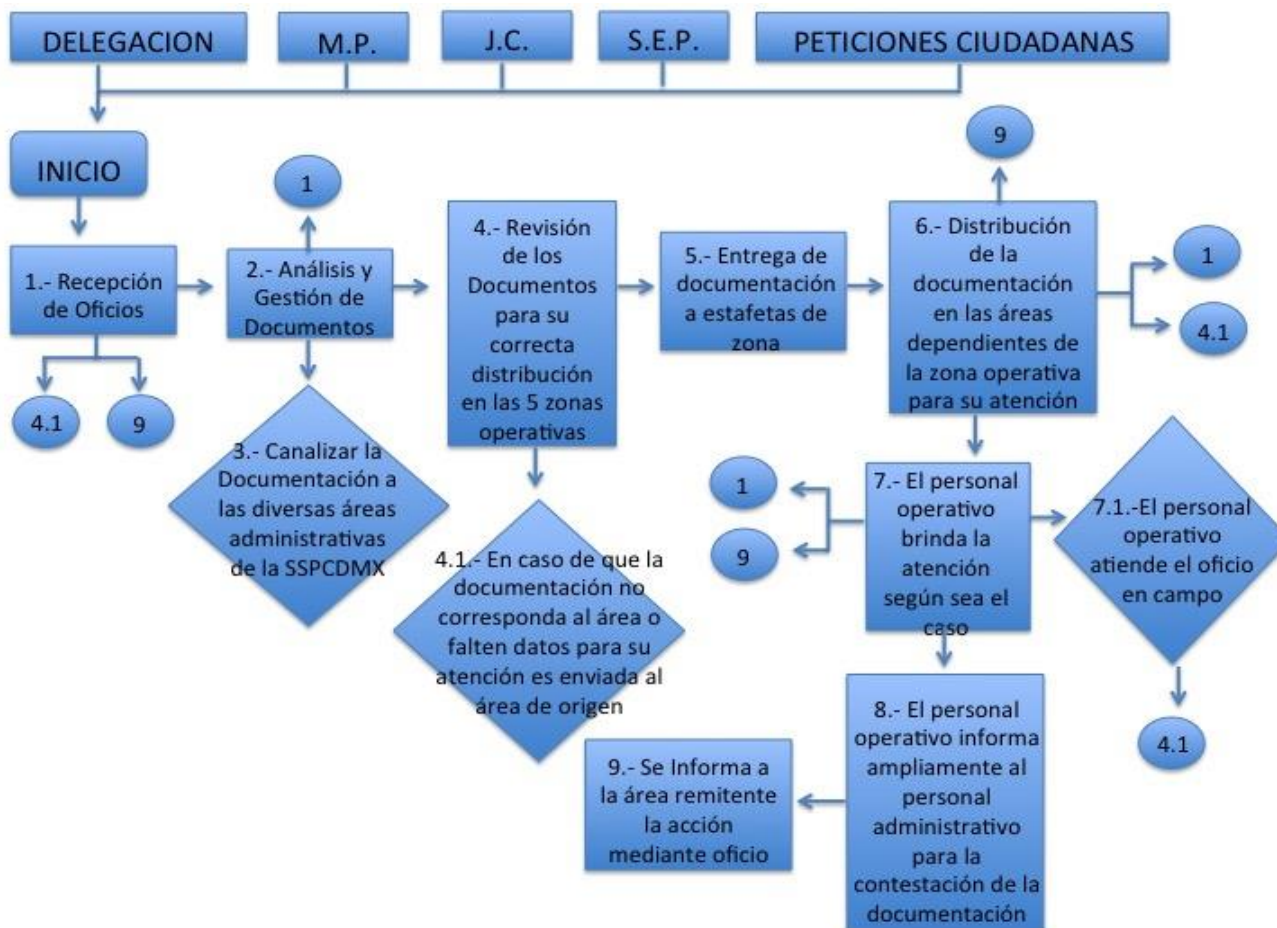 DELEGACION
M.P.
J.C.
S.E.P.
PETICIONES CIUDADANAS
INICIO
1
9
1.- Recepción
de Oficios
4.1
9
2.- Análisis y
Gestión de
Documentos
3.- Canalizar la
Documentación a
las diversas áreas
administrativas
de la SSPCDMX
4.- Revisión
de los
Documentos
para su
correcta
distribución
en las 5 zonas
operativas
4.1.- En caso de que la
documentación no
corresponda al área o
falten datos para su
atención es enviada al
área de origen
5.- Entrega de
documentación
a estafetas de
zona
6.- Distribución
de la
documentación
en las áreas
dependientes de
la zona operativa
para su atención
1
4.1
1
9
7.- El personal
operativo
brinda la
atención
según sea el
caso
7.1.-El personal
operativo
atiende el oficio
en campo
4.1
8.- El personal
operativo informa
ampliamente al
personal
administrativo
para la
contestación de la
documentación
9.- Se Informa a
la área remitente
la acción
mediante oficio